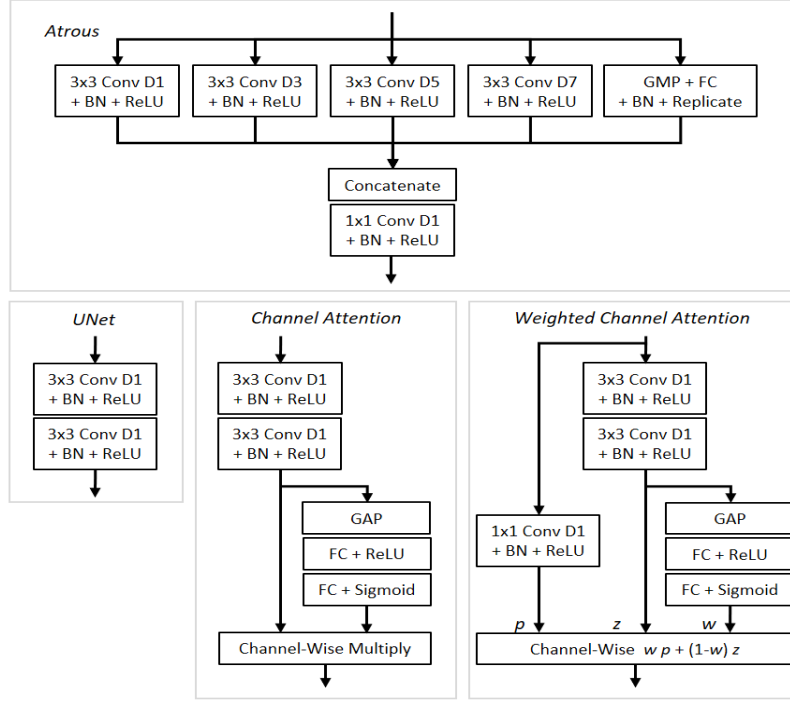 Atrous
3x3 Conv D1
+ BN + ReLU
3x3 Conv D3
+ BN + ReLU
3x3 Conv D5
+ BN + ReLU
3x3 Conv D7
+ BN + ReLU
GMP + FC
+ BN + Replicate
Concatenate
1x1 Conv D1
+ BN + ReLU
UNet
3x3 Conv D1
+ BN + ReLU
3x3 Conv D1
+ BN + ReLU
Channel Attention
3x3 Conv D1
+ BN + ReLU
3x3 Conv D1
+ BN + ReLU
GAP
FC + ReLU
FC + Sigmoid
Channel-Wise Multiply
Weighted Channel Attention
3x3 Conv D1
+ BN + ReLU
3x3 Conv D1
+ BN + ReLU
1x1 Conv D1
+ BN + ReLU
GAP
FC + ReLU
FC + Sigmoid
p z w
Channel-Wise w p + (1-w) z